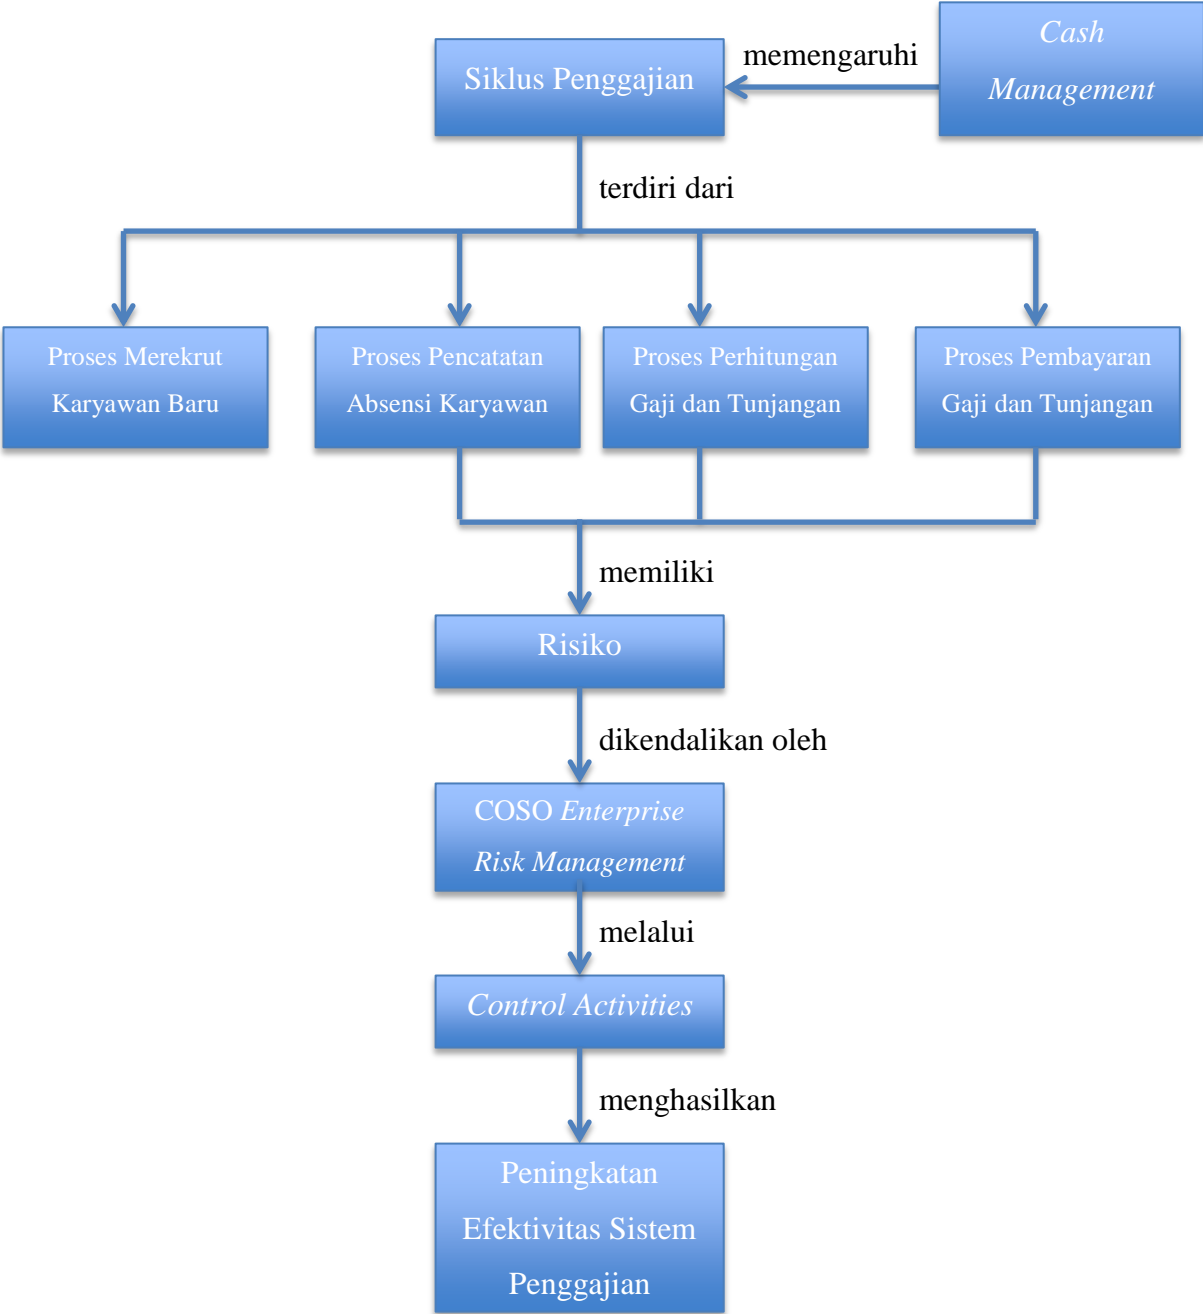 Cash
Management
memengaruhi
Siklus Penggajian
terdiri dari
Proses Merekrut
Karyawan Baru
Proses Pencatatan
Absensi Karyawan
Proses Perhitungan
Gaji dan Tunjangan
Proses Pembayaran
Gaji dan Tunjangan
memiliki
Risiko
dikendalikan oleh
COSO Enterprise
Risk Management
melalui
Control Activities
menghasilkan
Peningkatan
Efektivitas Sistem
Penggajian